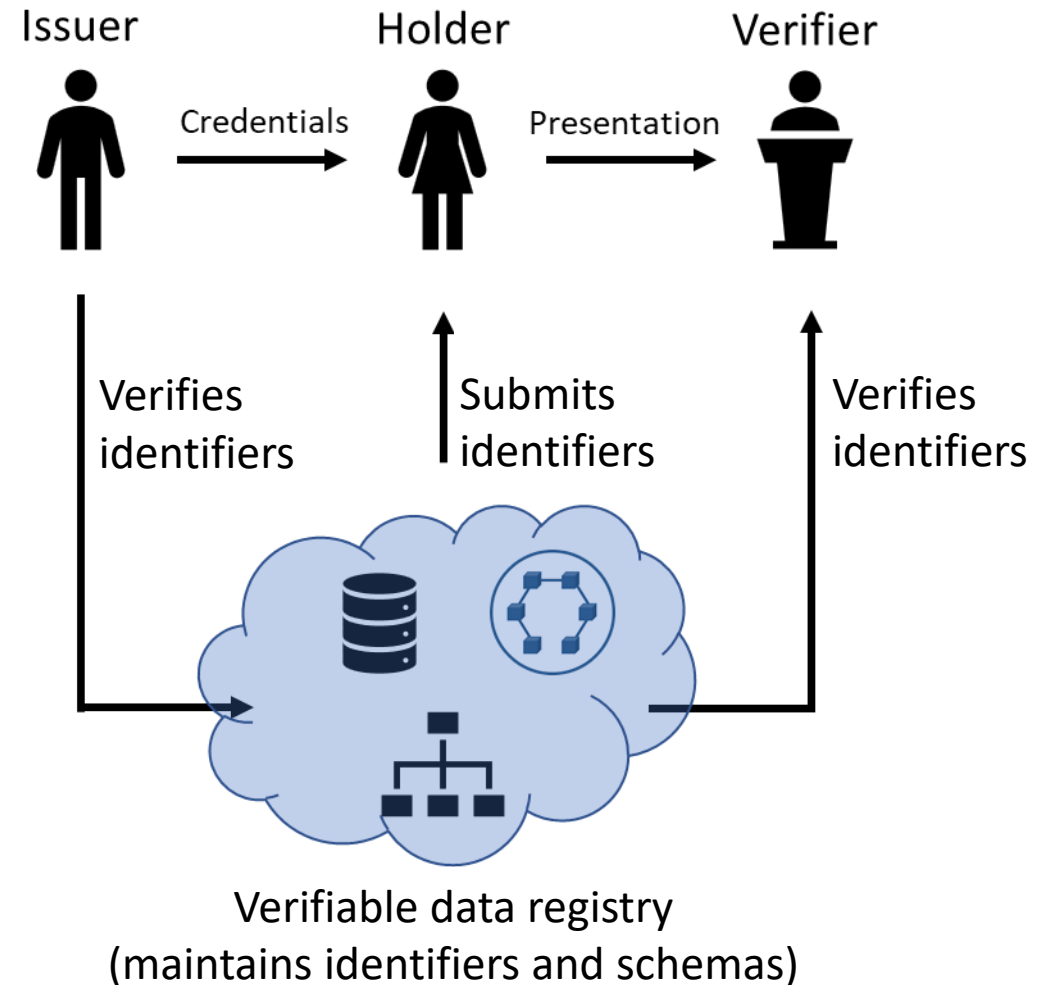 Issuer
Holder
Verifier
Credentials
Presentation
Verifies
identifiers
Submits
identifiers
Verifies
identifiers
Verifiable data registry
(maintains identifiers and schemas)